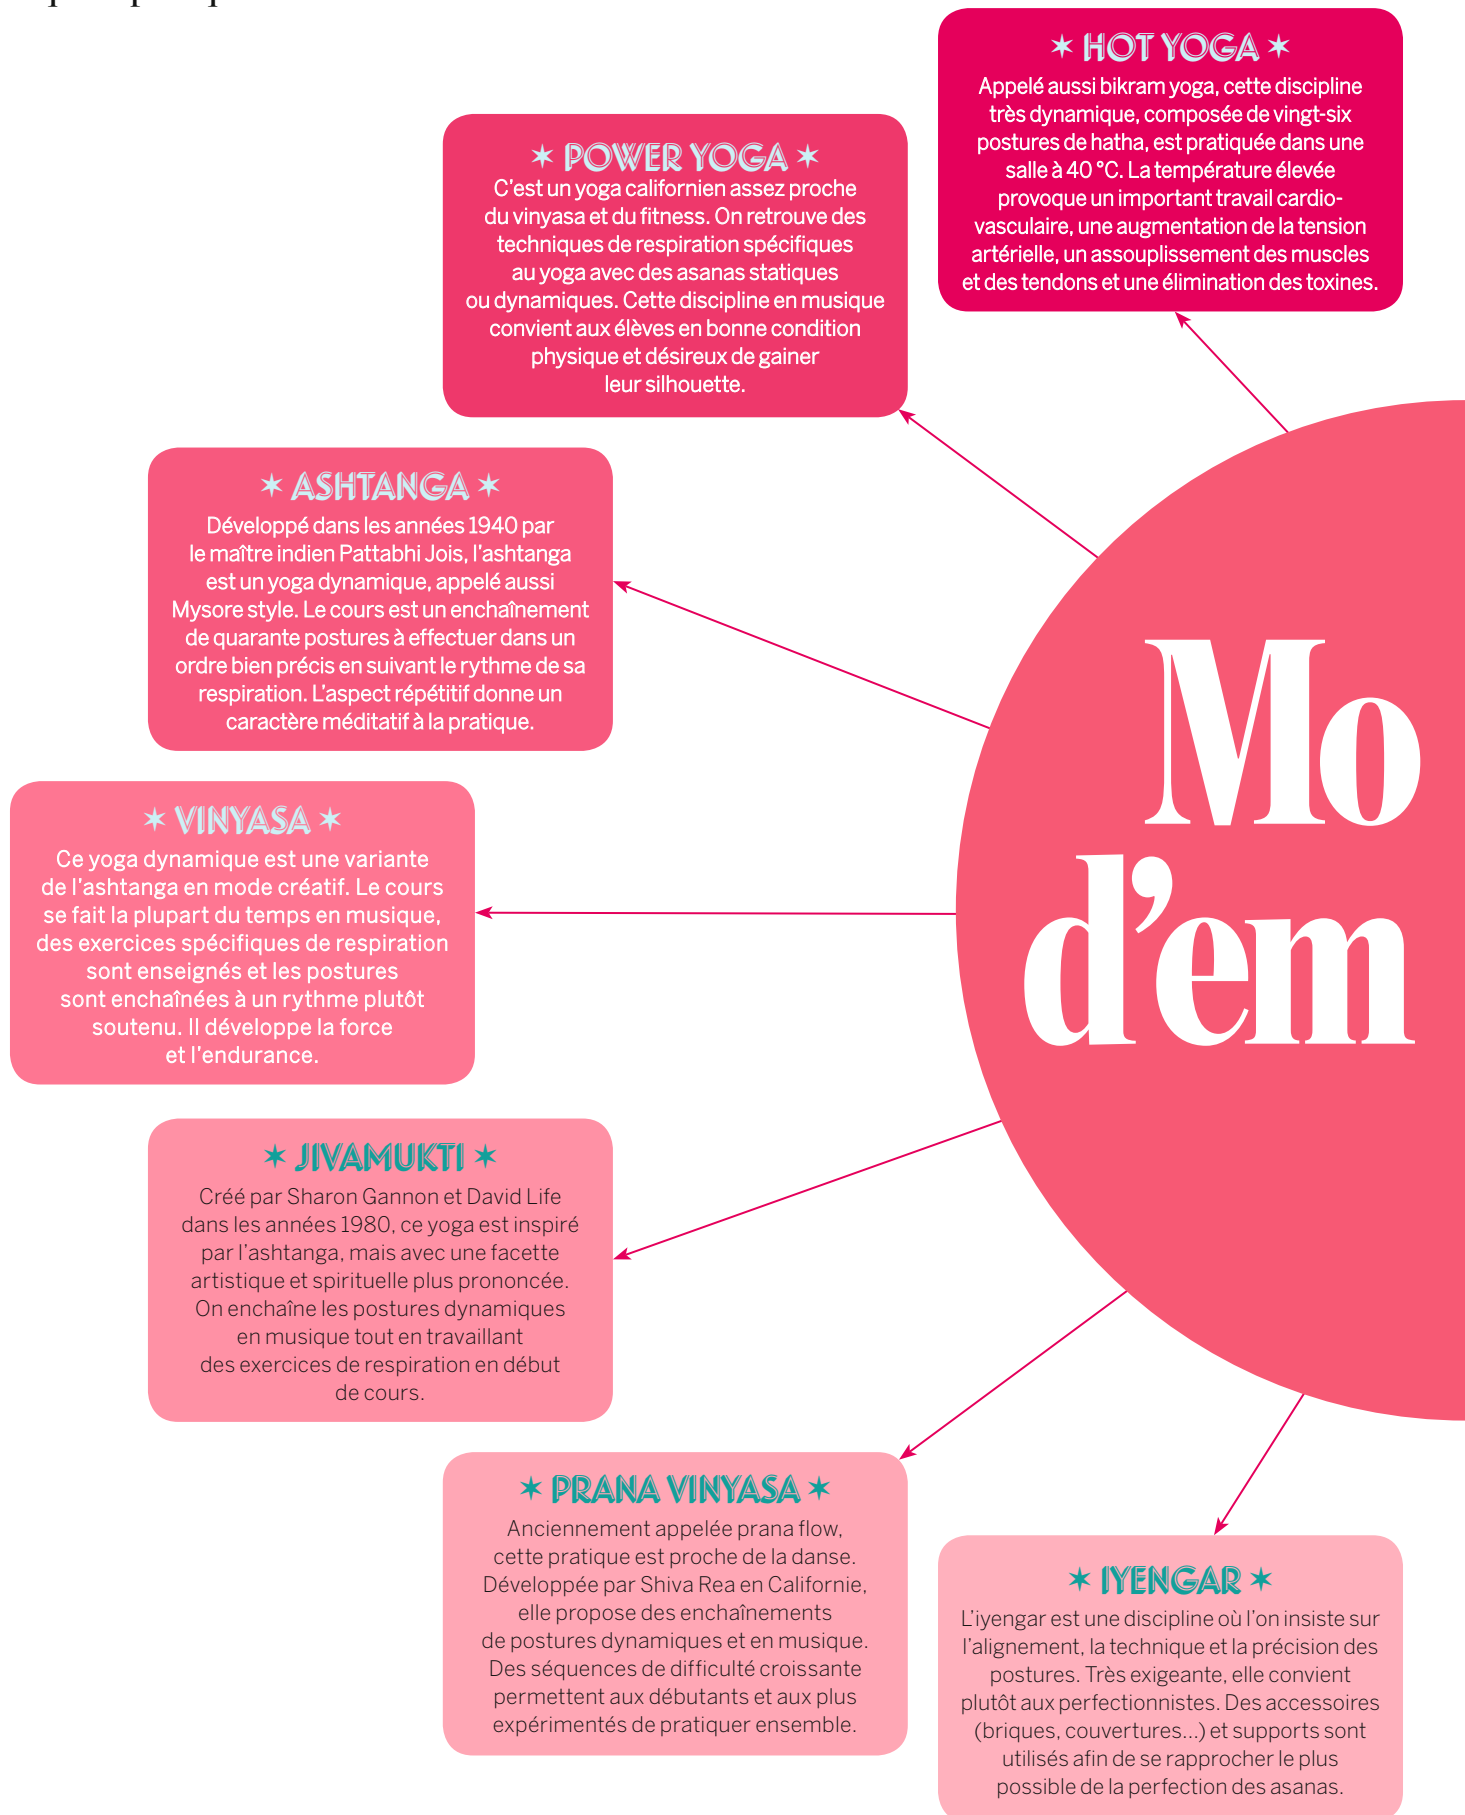 ✶ HOT YOGA ✶
Appelé aussi bikram yoga, cette discipline
très dynamique, composée de vingt-six
postures de hatha, est pratiquée dans une
salle à 40 °C. La température élevée
provoque un important travail cardio-
vasculaire, une augmentation de la tension
artérielle, un assouplissement des muscles
et des tendons et une élimination des toxines.
✶ POWER YOGA ✶
C'est un yoga californien assez proche
du vinyasa et du fitness. On retrouve des
techniques de respiration spécifiques
au yoga avec des asanas statiques
ou dynamiques. Cette discipline en musique
convient aux élèves en bonne condition
physique et désireux de gainer
leur silhouette.
✶ ASHTANGA ✶
Développé dans les années 1940 par
le maître indien Pattabhi Jois, l'ashtanga
est un yoga dynamique, appelé aussi
Mysore style. Le cours est un enchaînement
de quarante postures à effectuer dans un
ordre bien précis en suivant le rythme de sa
respiration. L'aspect répétitif donne un
caractère méditatif à la pratique.
Mo
d'em
✶ VINYASA ✶
Ce yoga dynamique est une variante
de l'ashtanga en mode créatif. Le cours
se fait la plupart du temps en musique,
des exercices spécifiques de respiration
sont enseignés et les postures
sont enchaînées à un rythme plutôt
soutenu. Il développe la force
et l'endurance.
✶ JIVAMUKTI ✶
Créé par Sharon Gannon et David Life
dans les années 1980, ce yoga est inspiré
par l'ashtanga, mais avec une facette
artistique et spirituelle plus prononcée.
On enchaîne les postures dynamiques
en musique tout en travaillant
des exercices de respiration en début
de cours.
✶ PRANA VINYASA ✶
Anciennement appelée prana flow,
cette pratique est proche de la danse.
Développée par Shiva Rea en Californie,
elle propose des enchaînements
de postures dynamiques et en musique.
Des séquences de difficulté croissante
permettent aux débutants et aux plus
expérimentés de pratiquer ensemble.
✶ IYENGAR ✶
L'iyengar est une discipline où l'on insiste sur
l'alignement, la technique et la précision des
postures. Très exigeante, elle convient
plutôt aux perfectionnistes. Des accessoires
(briques, couvertures...) et supports sont
utilisés afin de se rapprocher le plus
possible de la perfection des asanas.